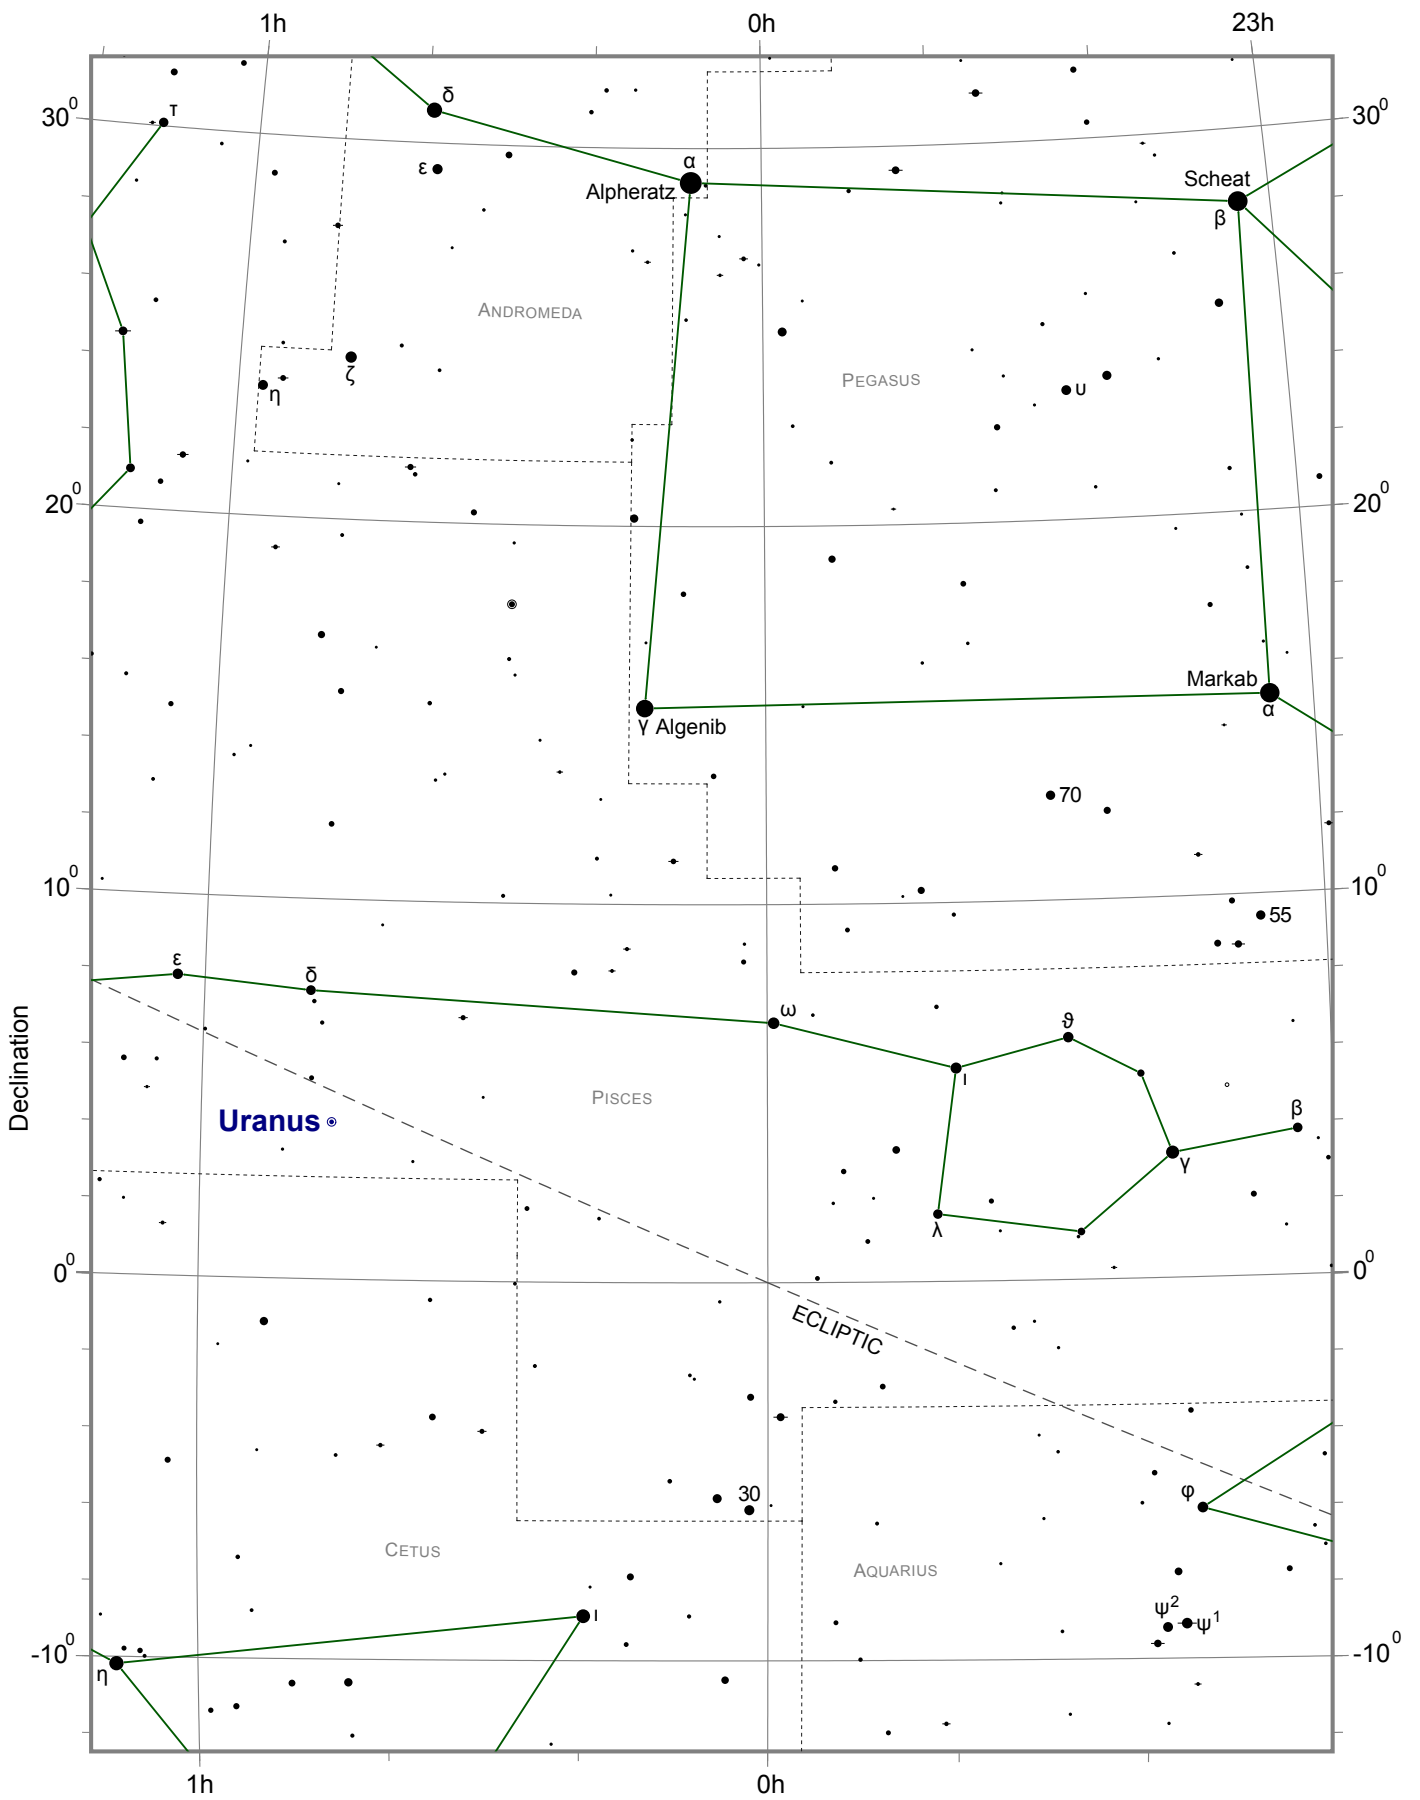 1h 0h 23h
δ
30⁰ τ 30⁰
α
ε Alpheratz Scheat
β
ANDROMEDA
PEGASUS
ζ
η υ
20⁰ 20⁰
Markab
α
γ Algenib
70
10⁰ 10⁰
55
ε
δ
ω ϑ
Declination
ι
PISCES
Uranus β
γ
λ
0⁰ 0⁰
ECLIPTIC
30 φ
CETUS
AQUARIUS
ψ²
ι ψ¹
-10⁰ -10⁰
η
1h 0h